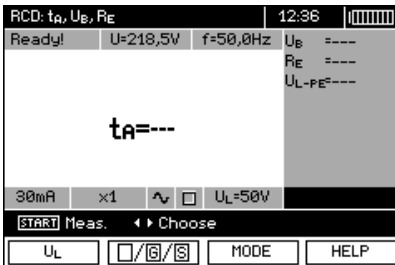 RCD: tA, UB, RE 12:36
Ready! U=218,5V f=50,0Hz
UB =---
RE =---
UL-PE=---
tA=---
30mA x1 UL=50V
START Meas. Choose
UL □/G/S MODE HELP